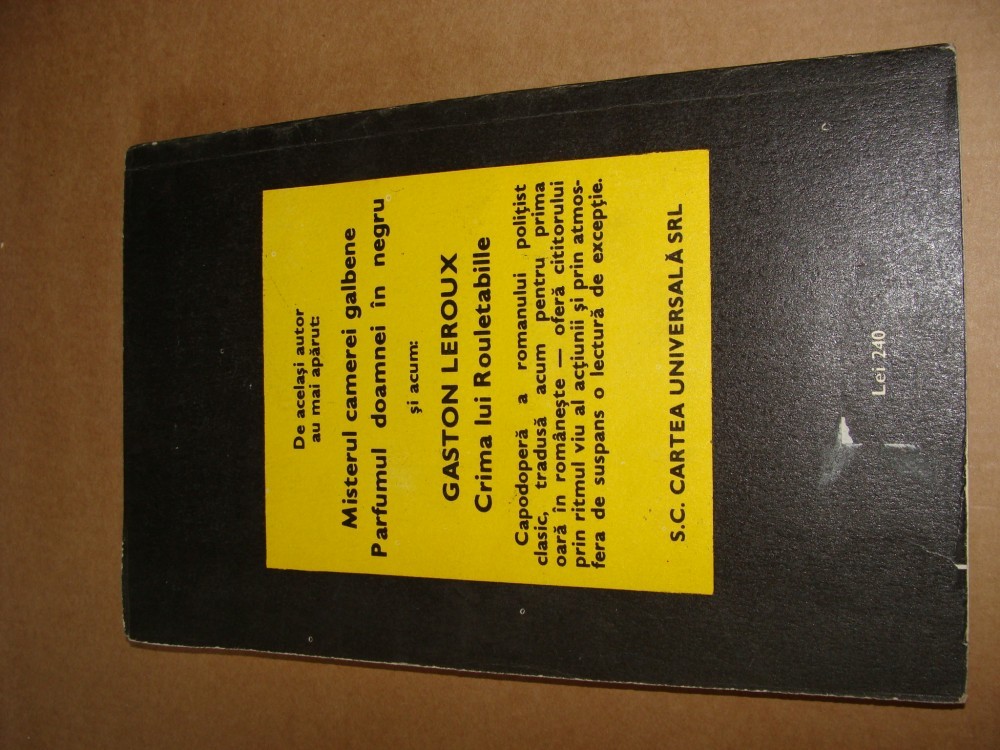 De același autor
au mai apărut:
Misterul camerei galbene
Parfumul doamnei în negru
și acum:
GASTON LEROUX
Crima lui Rouletabille
Capodoperă a romanului polițist
clasic, tradusă acum pentru prima
oară în românește — oferă cititorului
prin ritmul viu al acțiunii și prin atmos-
fera de suspans o lectură de excepție.
S.C. CARTEA UNIVERSALĂ SRL
Lei 240